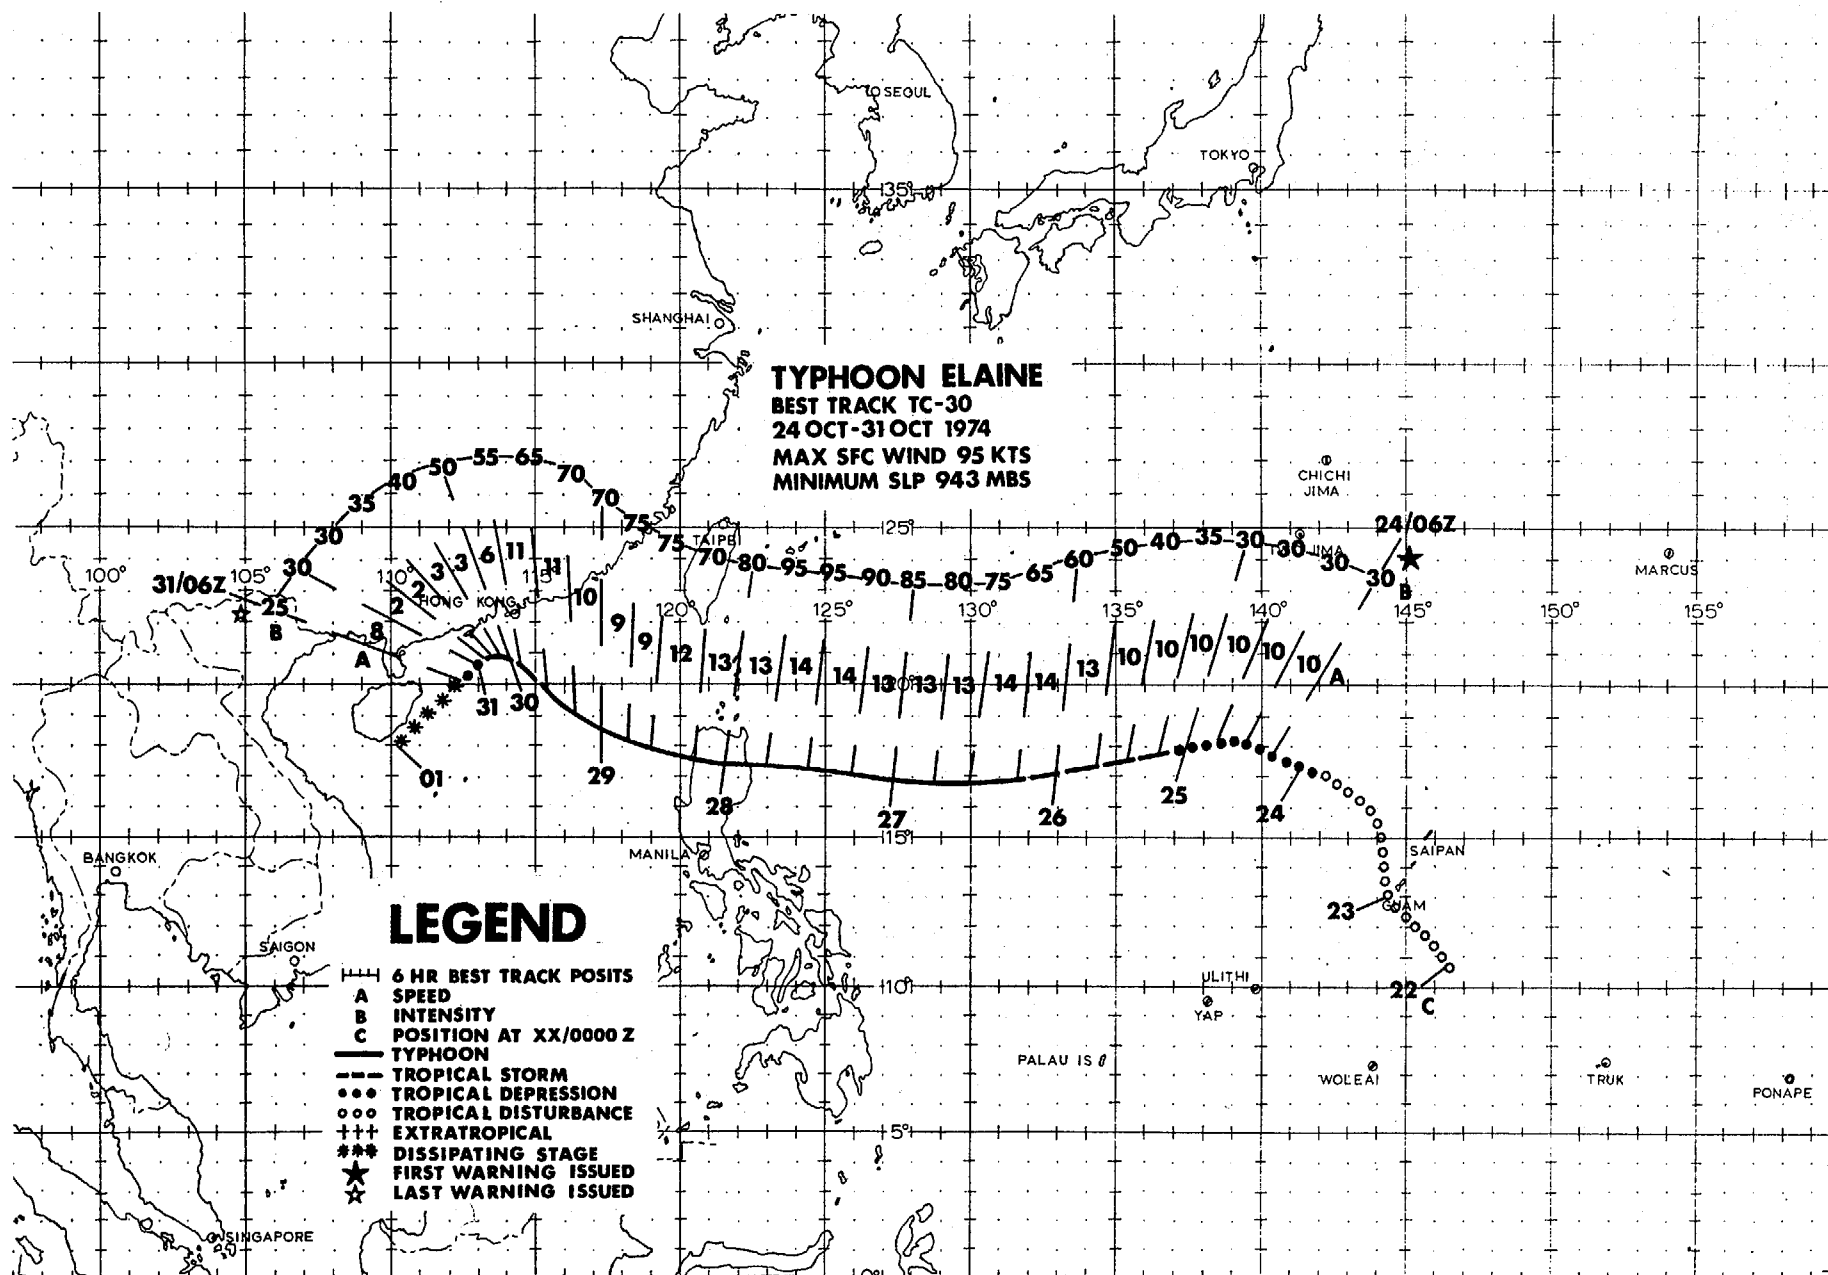 SEOUL
TOKYO
35°
SHANGHAI
TYPHOON ELAINE
BEST TRACK TC-30
24 OCT-31 OCT 1974
MAX SFC WIND 95 KTS
MINIMUM SLP 943 MBS
30 30 35 40 50 55 65 70 70 75 75 70 80 95 95 90 85 80 75 65 60 50 40 35 30 30 30 30
CHICHI
JIMA
25°
24/06Z
TAIPEI
JIMA
MARCUS
B
100° 105° 110° 115° 120° 125° 130° 135° 140° 145° 155°
31/06Z
25
B
HONG KONG
8 2 2 3 3 6 11 11 10 9 9 12 13 13 14 14 13 13 13 14 14 13 10 10 10 10 10 10
A
A
20°
31 30
29 28 27 26 25 24
01
15°
BANGKOK
MANILA
SAIPAN
GUAM
23
SAIGON
LEGEND
6 HR BEST TRACK POSITS
A SPEED
B INTENSITY
C POSITION AT XX/0000 Z
TYPHOON
TROPICAL STORM
TROPICAL DEPRESSION
TROPICAL DISTURBANCE
EXTRATROPICAL
DISSIPATING STAGE
FIRST WARNING ISSUED
LAST WARNING ISSUED
10°
ULITHI
YAP
22
C
PALAU IS
WOLEAI
TRUK
PONAPE
5°
SINGAPORE
0°